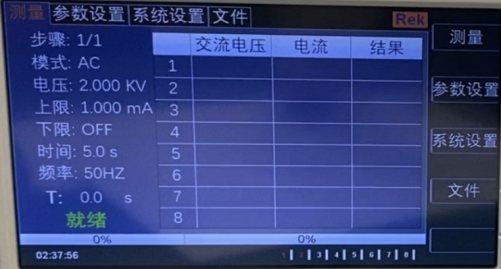 测量 参数设置 系统设置 文件 Rek
步骤: 1/1
模式: AC
电压: 2.000 KV
上限: 1.000 mA
下限: OFF
时间: 5.0 s
频率: 50HZ
T: 0.0 s
就绪
交流电压 电流 结果
1
2
3
4
5
6
7
8
测量
参数设置
系统设置
文件
0% 0%
02:37:56 1 2 3 4 5 6 7 8